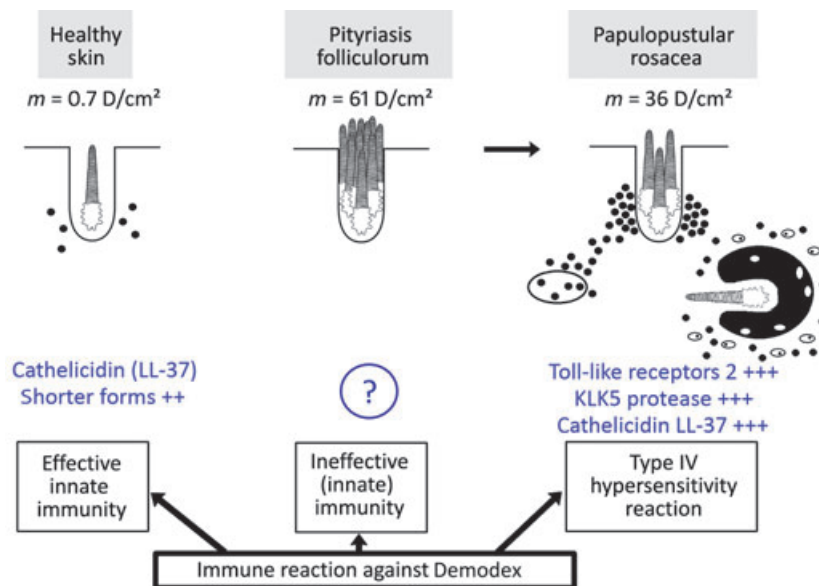 Healthy
skin
Pityriasis
folliculorum
Papulopustular
rosacea
m = 0.7 D/cm²
m = 61 D/cm²
m = 36 D/cm²
Cathelicidin (LL-37)
Shorter forms ++
?
Toll-like receptors 2 +++
KLK5 protease +++
Cathelicidin LL-37 +++
Effective
innate
immunity
Ineffective
(innate)
immunity
Type IV
hypersensitivity
reaction
Immune reaction against Demodex